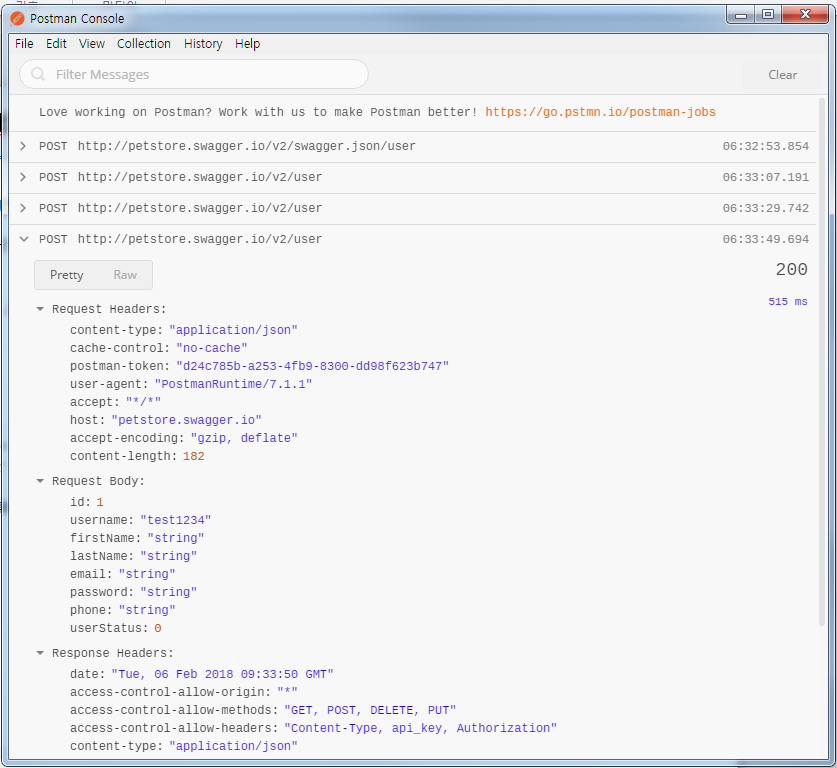 Postman Console
File Edit View Collection History Help
Filter Messages
Clear
Love working on Postman? Work with us to make Postman better! https://go.pstmn.io/postman-jobs
POST http://petstore.swagger.io/v2/swagger.json/user 06:32:53.854
POST http://petstore.swagger.io/v2/user 06:33:07.191
POST http://petstore.swagger.io/v2/user 06:33:29.742
POST http://petstore.swagger.io/v2/user 06:33:49.694
Pretty Raw
200
515 ms
Request Headers:
content-type: "application/json"
cache-control: "no-cache"
postman-token: "d24c785b-a253-4fb9-8300-dd98f623b747"
user-agent: "PostmanRuntime/7.1.1"
accept: "*/*"
host: "petstore.swagger.io"
accept-encoding: "gzip, deflate"
content-length: 182
Request Body:
id: 1
username: "test1234"
firstName: "string"
lastName: "string"
email: "string"
password: "string"
phone: "string"
userStatus: 0
Response Headers:
date: "Tue, 06 Feb 2018 09:33:50 GMT"
access-control-allow-origin: "*"
access-control-allow-methods: "GET, POST, DELETE, PUT"
access-control-allow-headers: "Content-Type, api_key, Authorization"
content-type: "application/json"